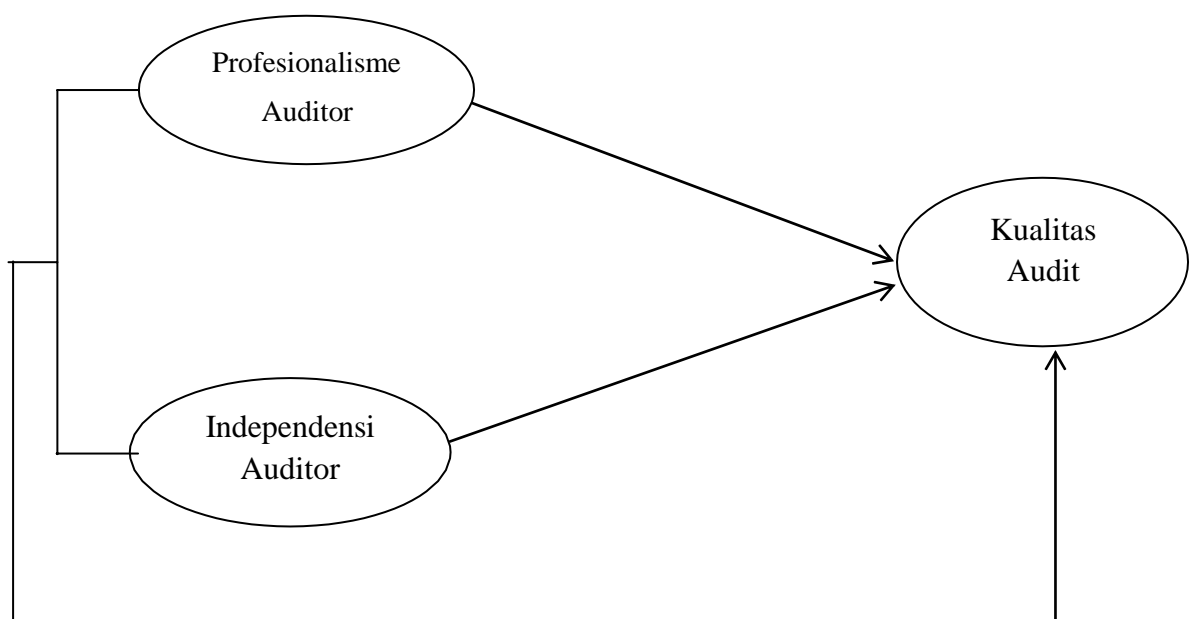 Profesionalisme
Auditor
Kualitas
Audit
Independensi
Auditor